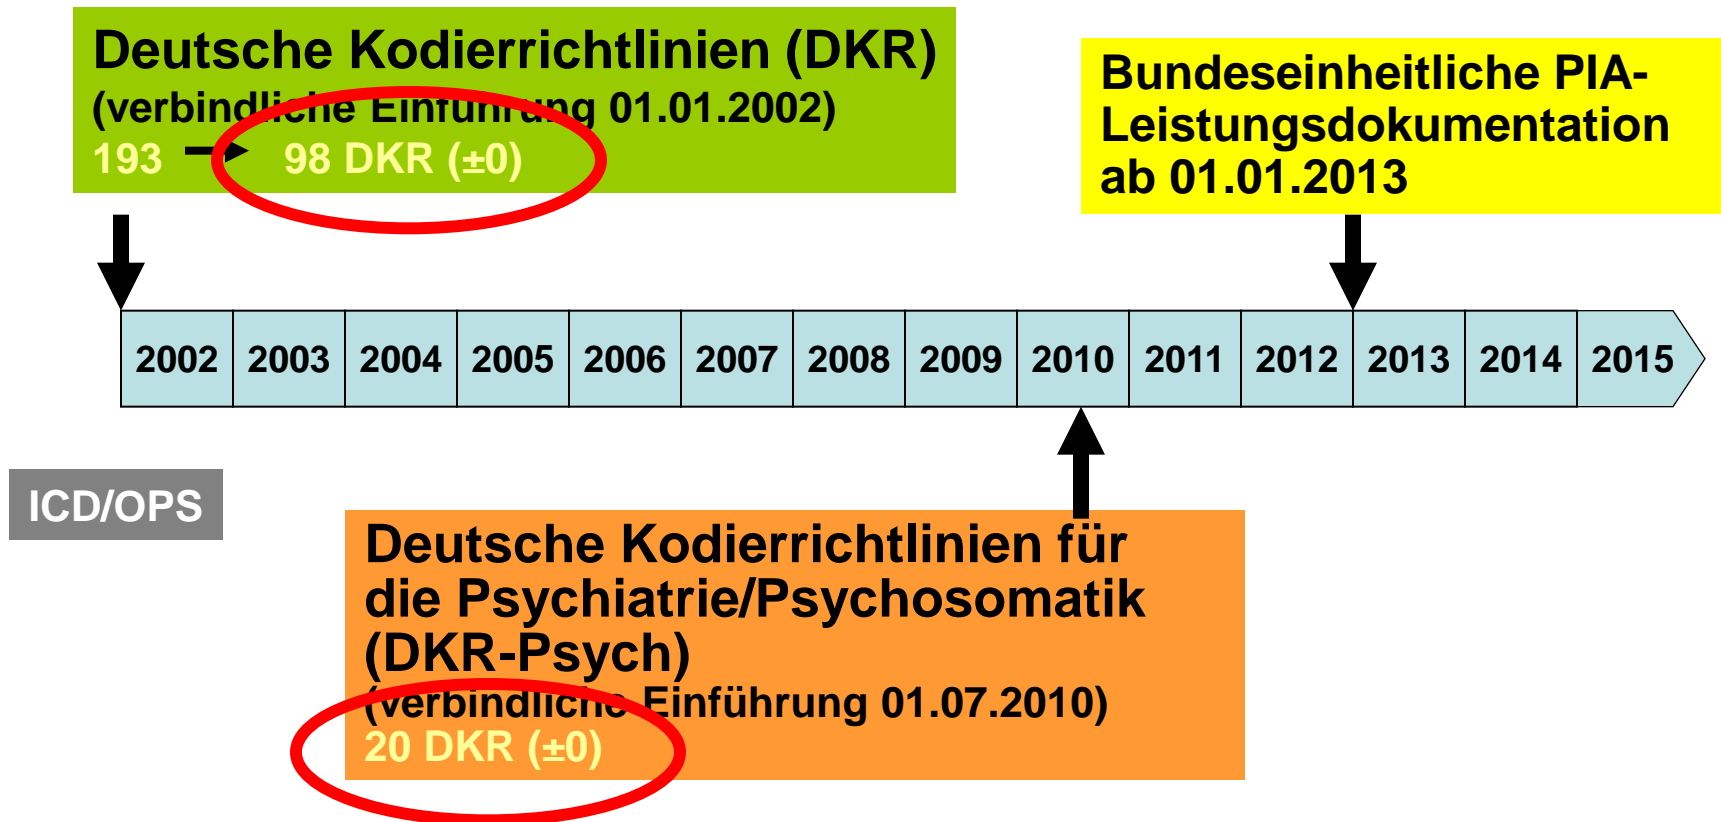 Deutsche Kodierrichtlinien (DKR)
(verbindliche Einführung 01.01.2002)
193 → 98 DKR (±0)
Bundeseinheitliche PIA-
Leistungsdokumentation
ab 01.01.2013
2002 2003 2004 2005 2006 2007 2008 2009 2010 2011 2012 2013 2014 2015
ICD/OPS
Deutsche Kodierrichtlinien für
die Psychiatrie/Psychosomatik
(DKR-Psych)
(verbindliche Einführung 01.07.2010)
20 DKR (±0)